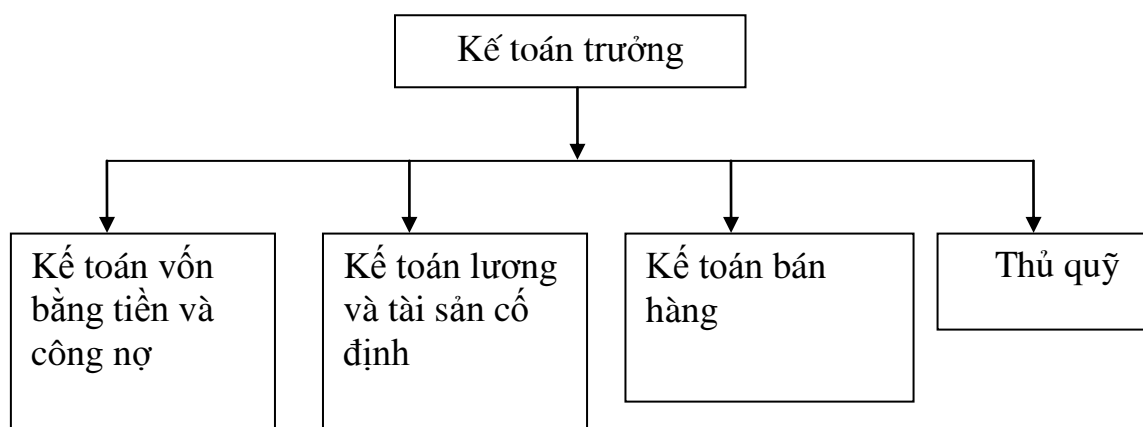 Kế toán trưởng
Kế toán vốn
bằng tiền và
công nợ
Kế toán lương
và tài sản cố
định
Kế toán bán
hàng
Thủ quỹ